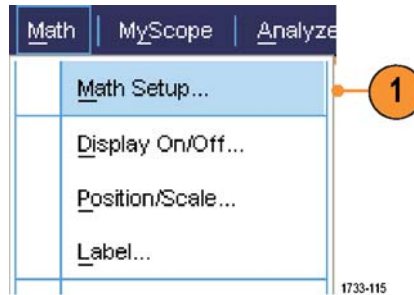 Math | MyScope | Analyze
Math Setup...
1
Display On/Off...
Position/Scale...
Label...
1733-115